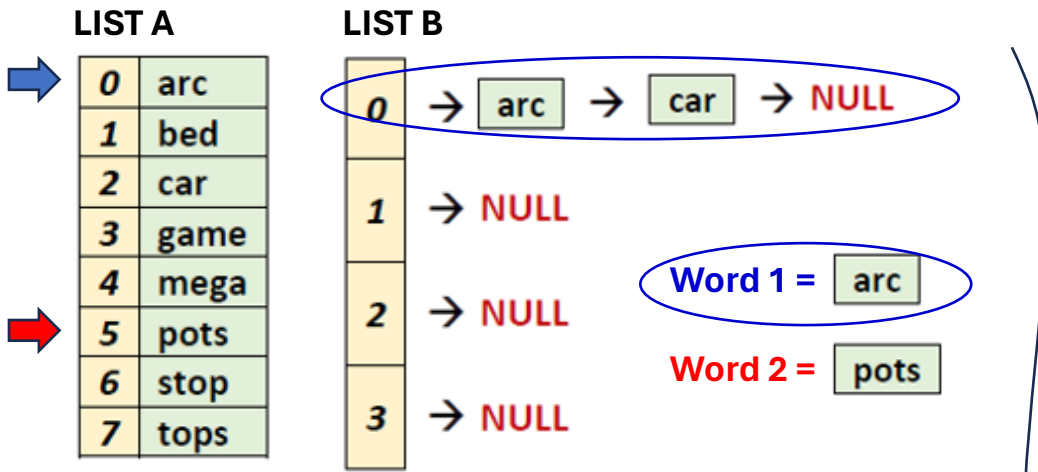 LIST A
0 arc
1 bed
2 car
3 game
4 mega
5 pots
6 stop
7 tops
LIST B
0 → arc → car → NULL
1 → NULL
2 → NULL
3 → NULL
Word 1 = arc
Word 2 = pots